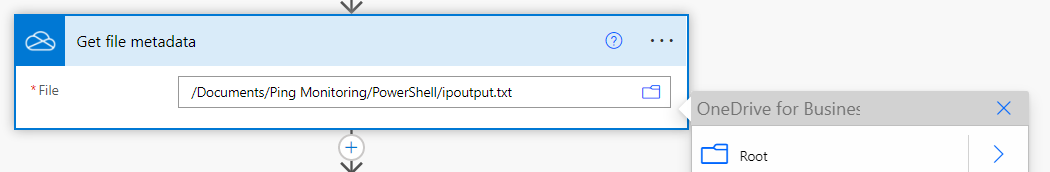 Get file metadata
* File
/Documents/Ping Monitoring/PowerShell/ipoutput.txt
OneDrive for Busines
Root